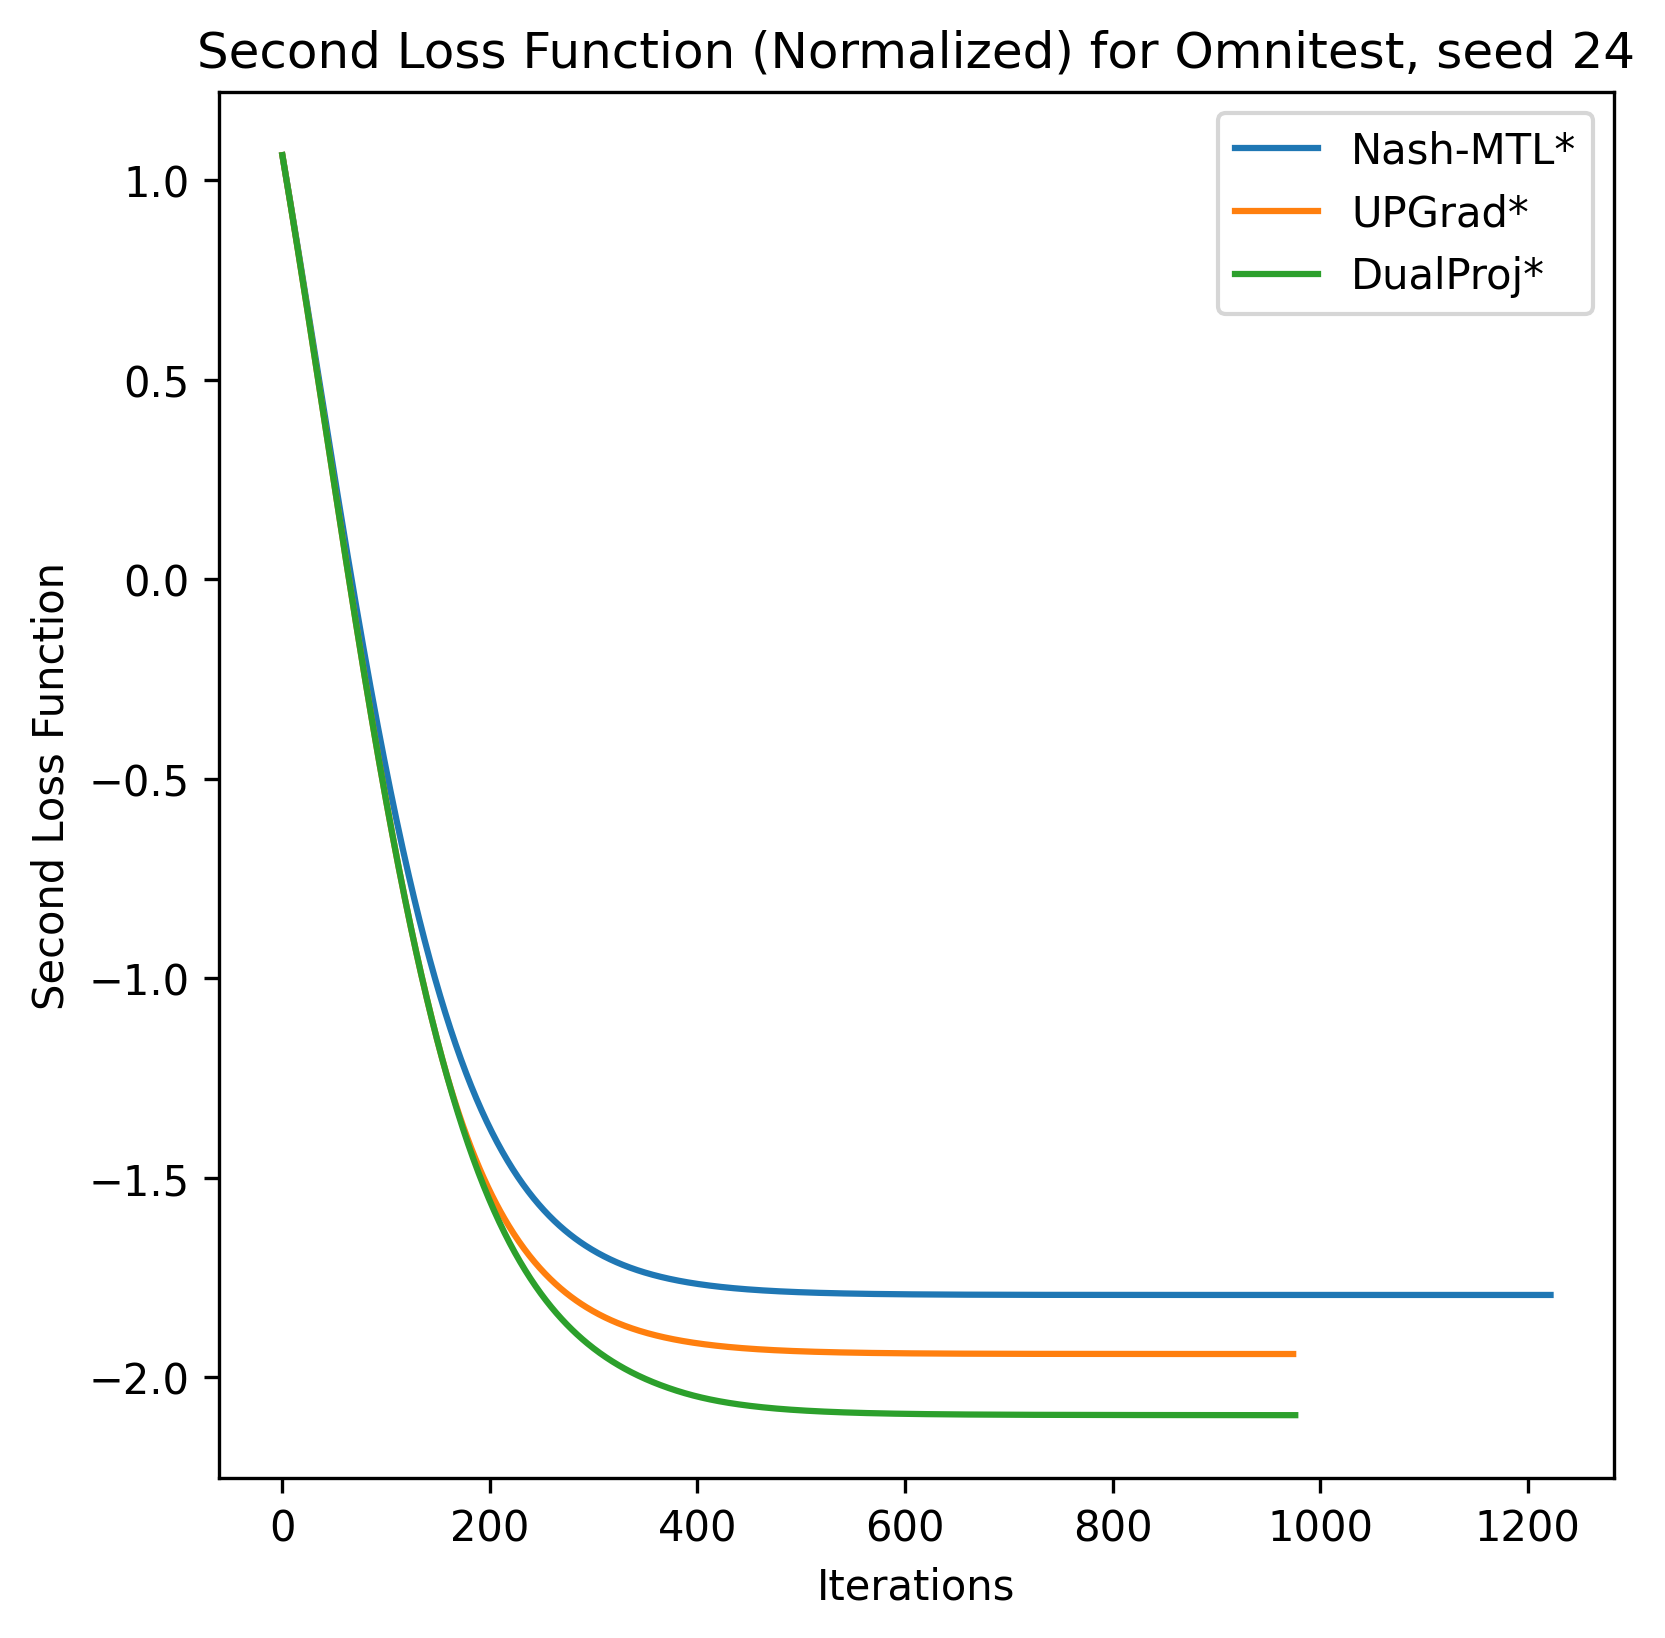 Second Loss Function (Normalized) for Omnitest, seed 24
Nash-MTL*
UPGrad*
DualProj*
Second Loss Function
1.0
0.5
0.0
−0.5
−1.0
−1.5
−2.0
0 200 400 600 800 1000 1200
Iterations